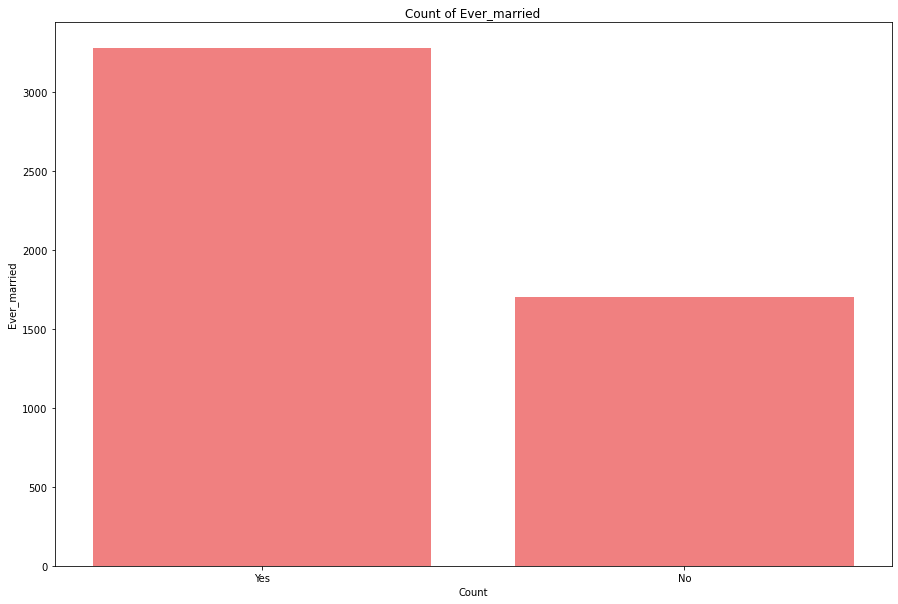 Count of Ever_married
3000
2500
2000
1500
1000
500
0
Ever_married
Yes
No
Count